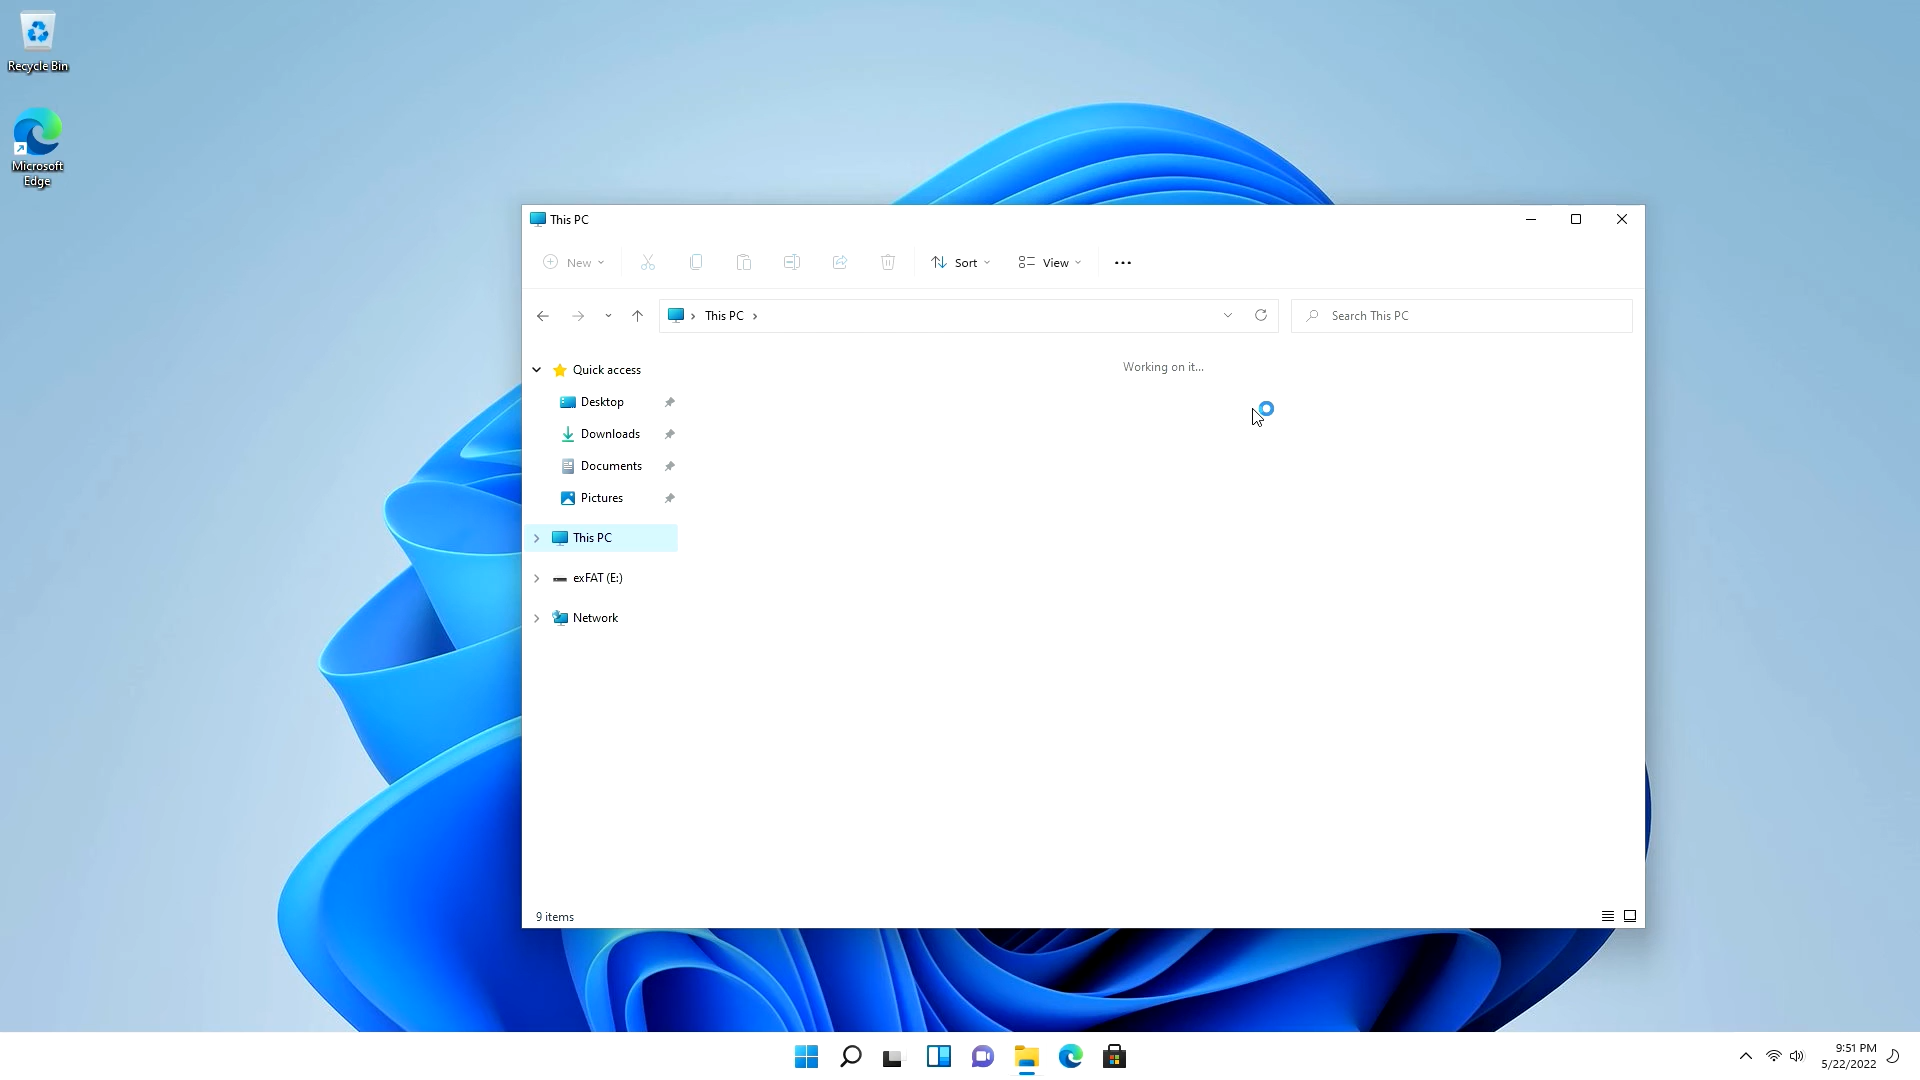 Recycle Bin
Microsoft
Edge
This PC
New
Sort
View
This PC
Search This PC
Working on it...
Quick access
Desktop
Downloads
Documents
Pictures
This PC
exFAT (E:)
Network
9 items
9:51 PM
5/22/2022